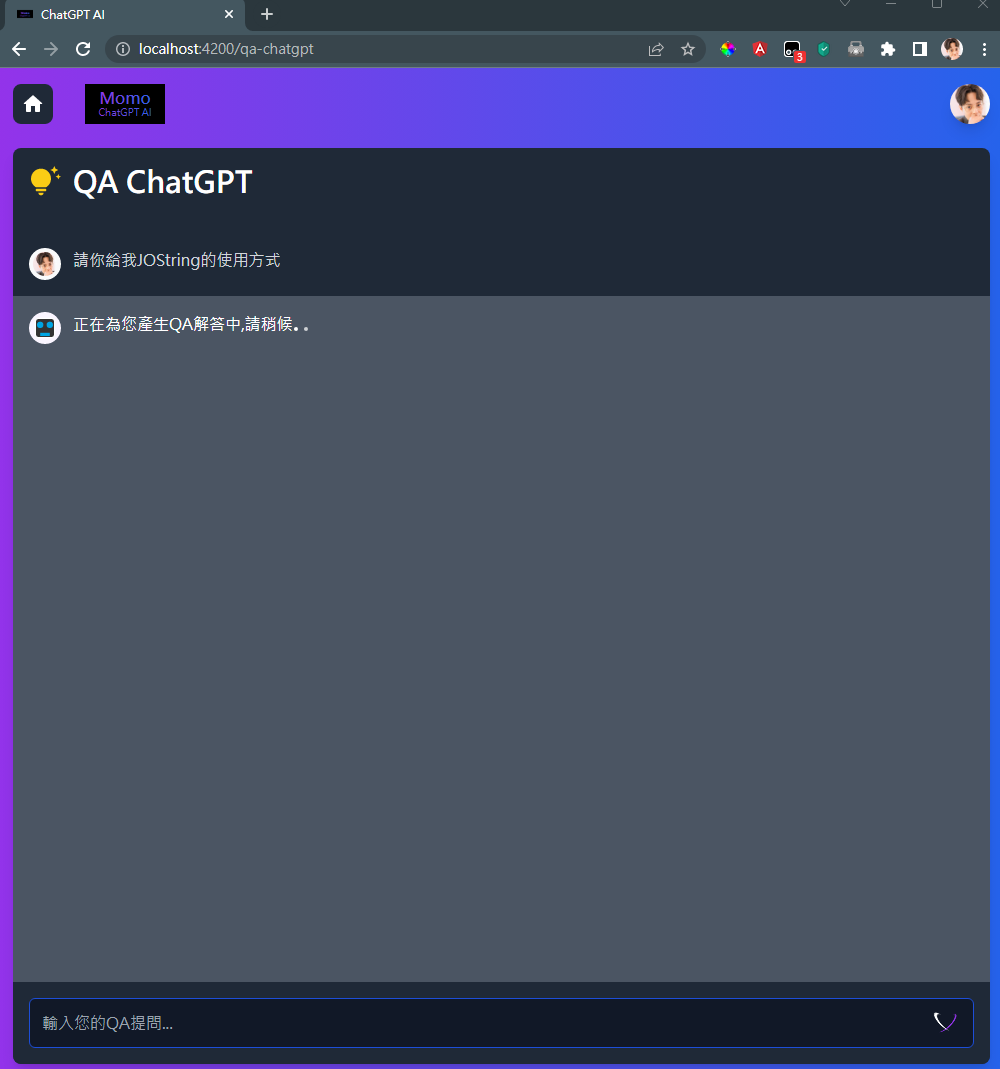 ChatGPT AI
localhost:4200/qa-chatgpt
3
Momo
ChatGPT AI
QA ChatGPT
請你給我JOString的使用方式
正在為您產生QA解答中,請稍候. .
輸入您的QA提問...